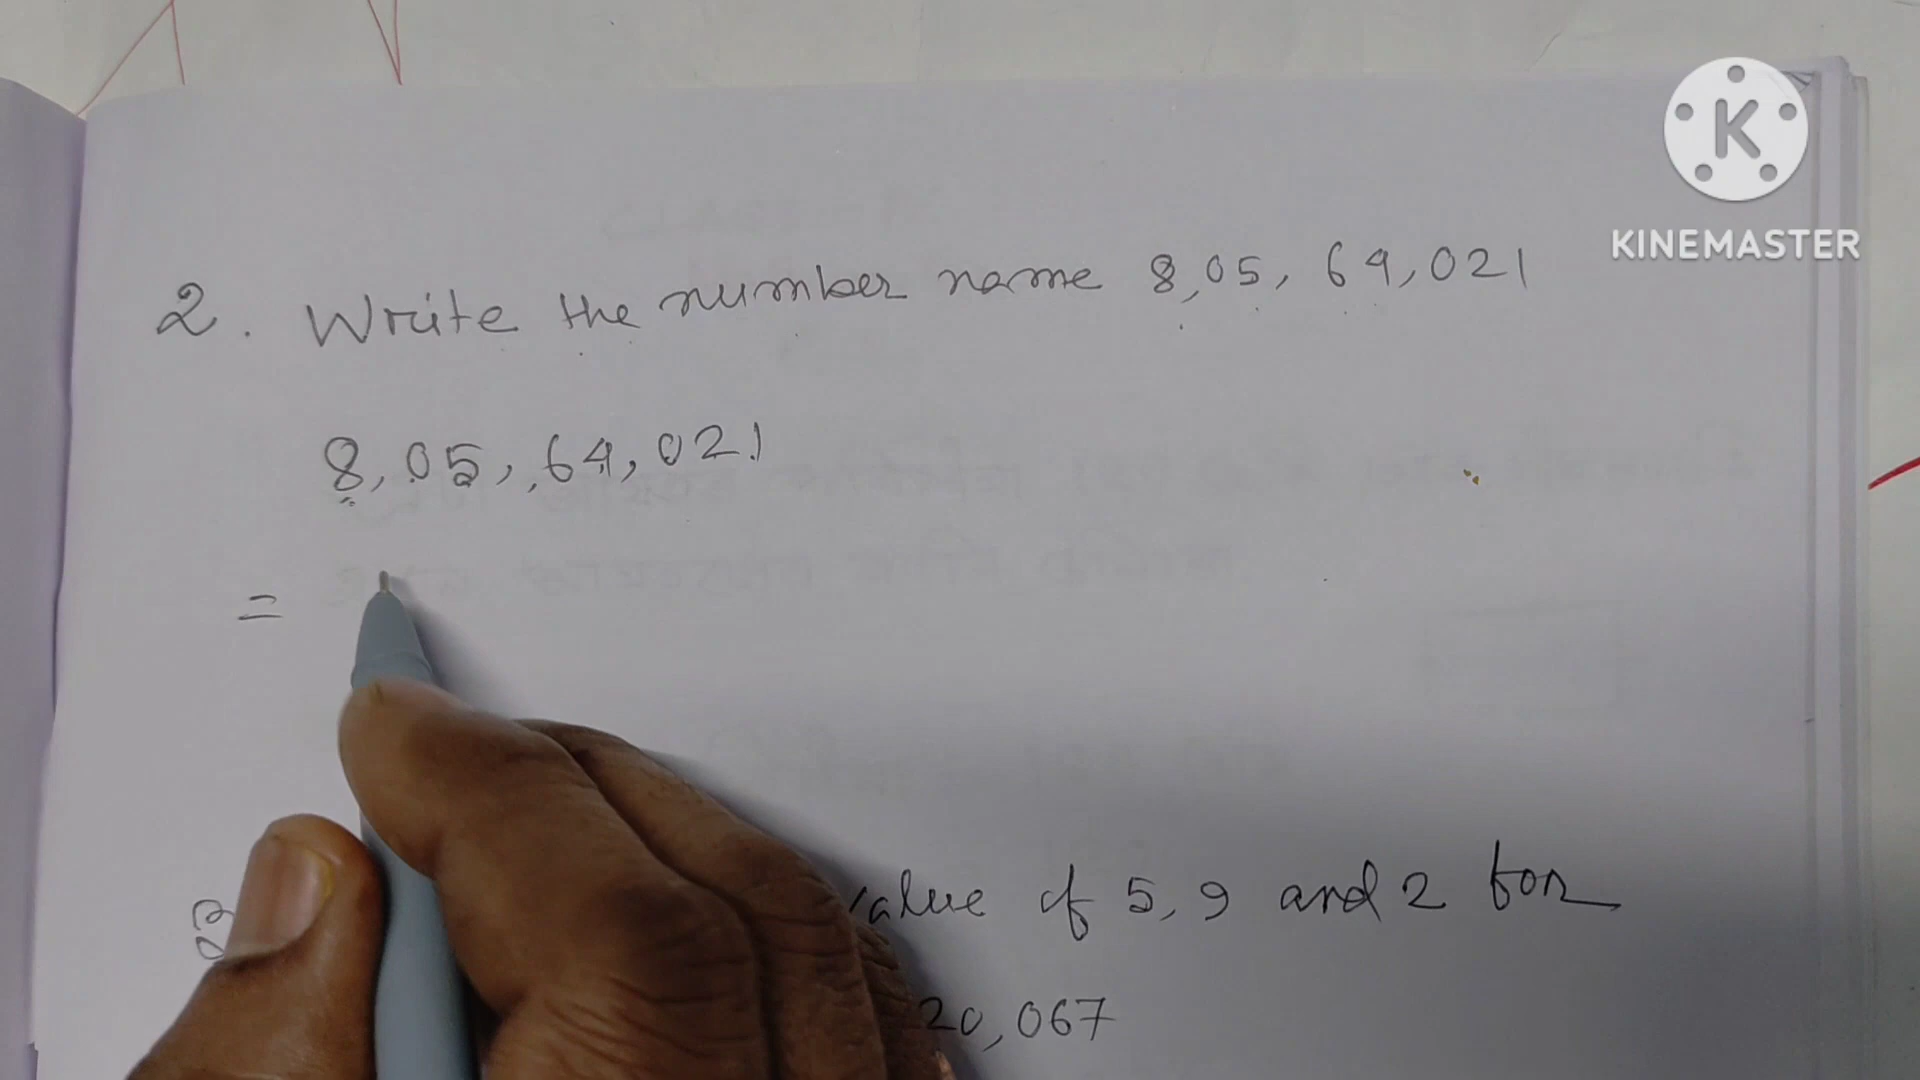 K
KINEMASTER
2. Write the number name 8,05, 64,021
8,05, ,64,021
=
3 value of 5, 9 and 2 for
20,067